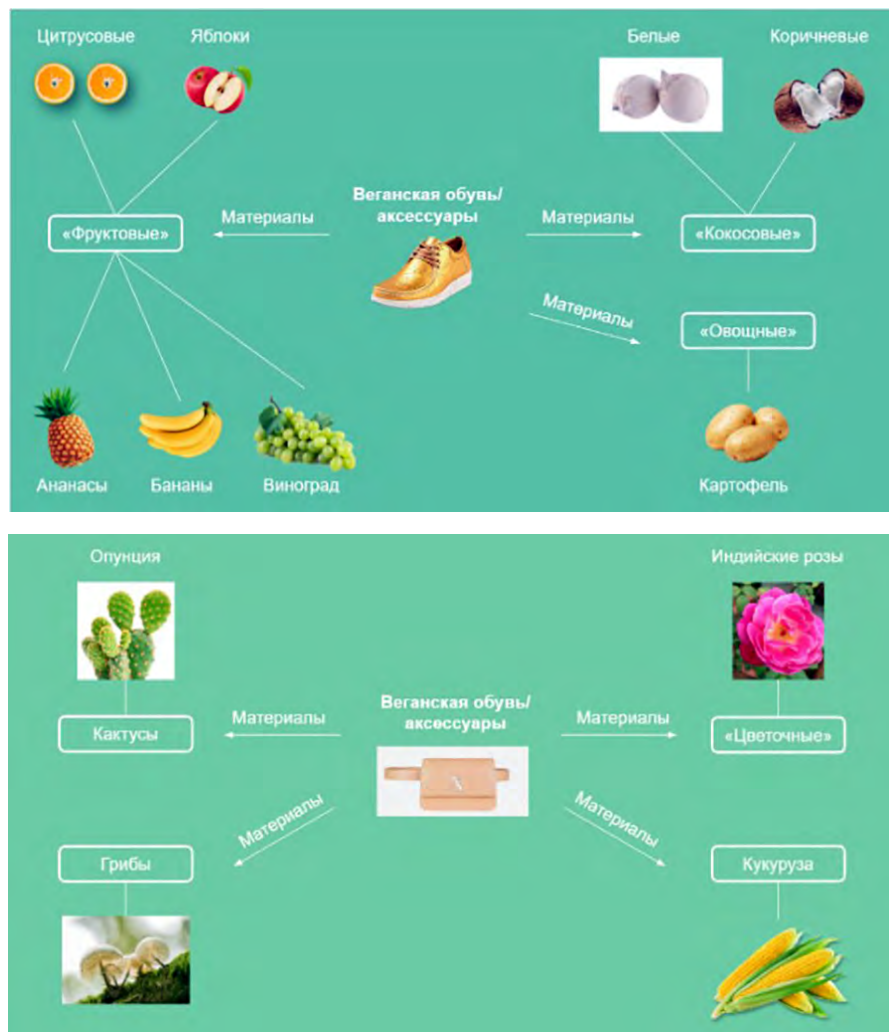 Цитрусовые
Яблоки
Белые
Коричневые
Веганская обувь/
аксессуары
Материалы
Материалы
«Фруктовые»
«Кокосовые»
Материалы
«Овощные»
Ананасы
Бананы
Виноград
Картофель
Опунция
Индийские розы
Веганская обувь/
аксессуары
Материалы
Материалы
Кактусы
«Цветочные»
Материалы
Материалы
Грибы
Кукуруза